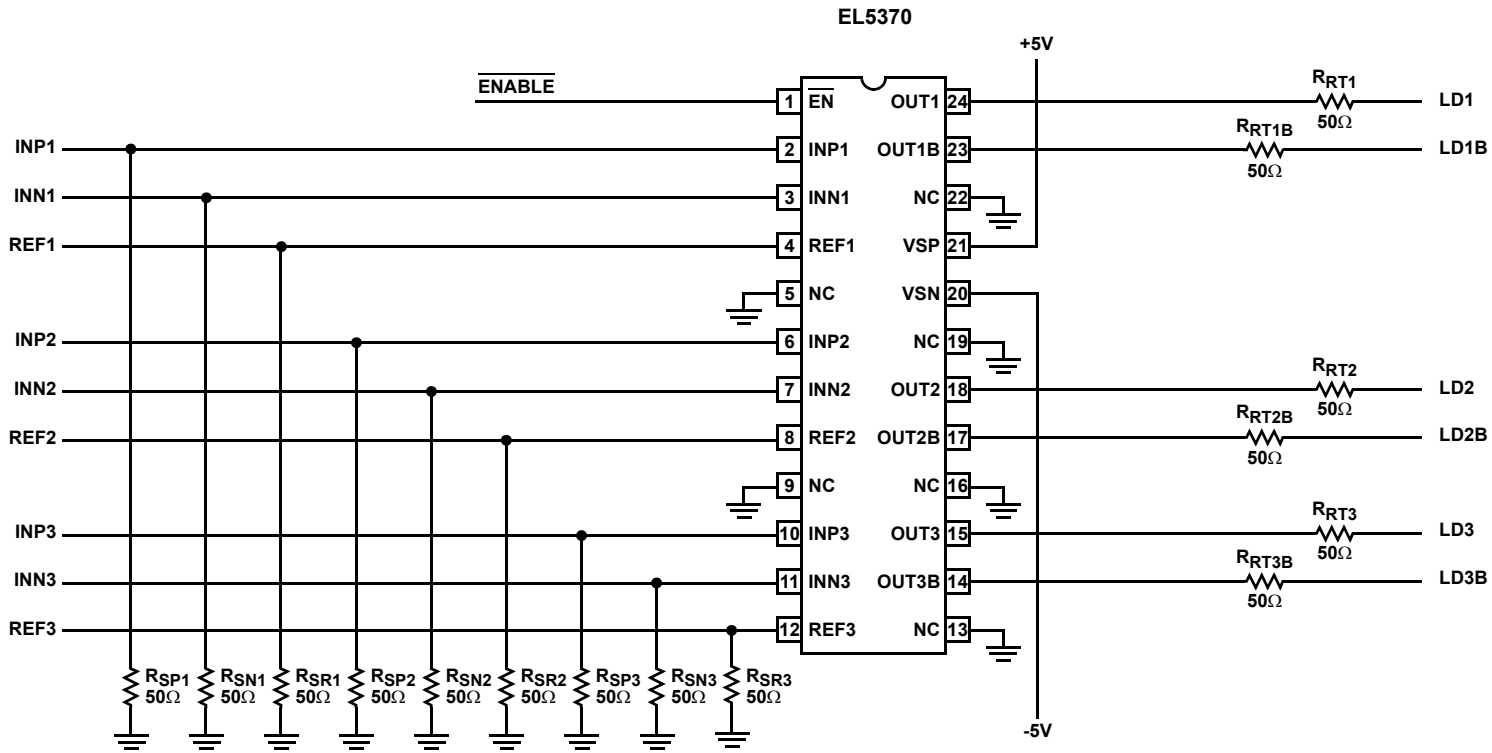 EL5370
+5V
ENABLE
1 EN OUT1 24
RRT1
50Ω
LD1
INP1
2 INP1 OUT1B 23
RRT1B
50Ω
LD1B
INN1
3 INN1 NC 22
REF1
4 REF1 VSP 21
5 NC VSN 20
INP2
6 INP2 NC 19
INN2
7 INN2 OUT2 18
RRT2
50Ω
LD2
REF2
8 REF2 OUT2B 17
RRT2B
50Ω
LD2B
9 NC NC 16
INP3
10 INP3 OUT3 15
RRT3
50Ω
LD3
INN3
11 INN3 OUT3B 14
RRT3B
50Ω
LD3B
REF3
12 REF3 NC 13
RSP1
50Ω
RSN1
50Ω
RSR1
50Ω
RSP2
50Ω
RSN2
50Ω
RSR2
50Ω
RSP3
50Ω
RSN3
50Ω
RSR3
50Ω
-5V